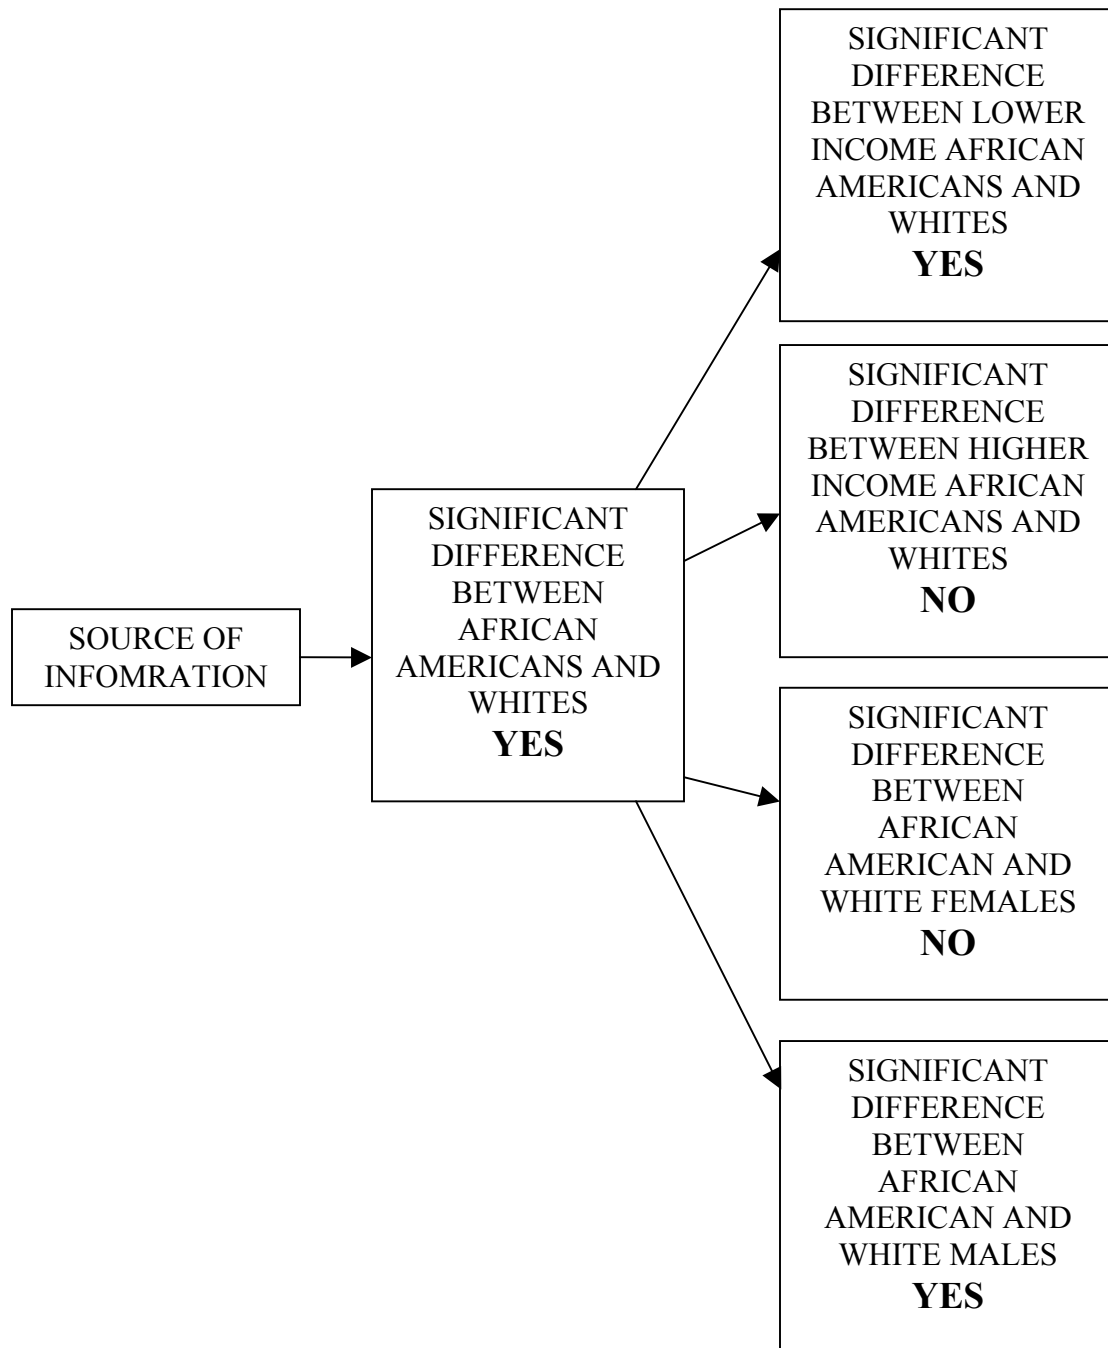 SOURCE OF
INFOMRATION
SIGNIFICANT
DIFFERENCE
BETWEEN
AFRICAN
AMERICANS AND
WHITES
YES
SIGNIFICANT
DIFFERENCE
BETWEEN LOWER
INCOME AFRICAN
AMERICANS AND
WHITES
YES
SIGNIFICANT
DIFFERENCE
BETWEEN HIGHER
INCOME AFRICAN
AMERICANS AND
WHITES
NO
SIGNIFICANT
DIFFERENCE
BETWEEN
AFRICAN
AMERICAN AND
WHITE FEMALES
NO
SIGNIFICANT
DIFFERENCE
BETWEEN
AFRICAN
AMERICAN AND
WHITE MALES
YES